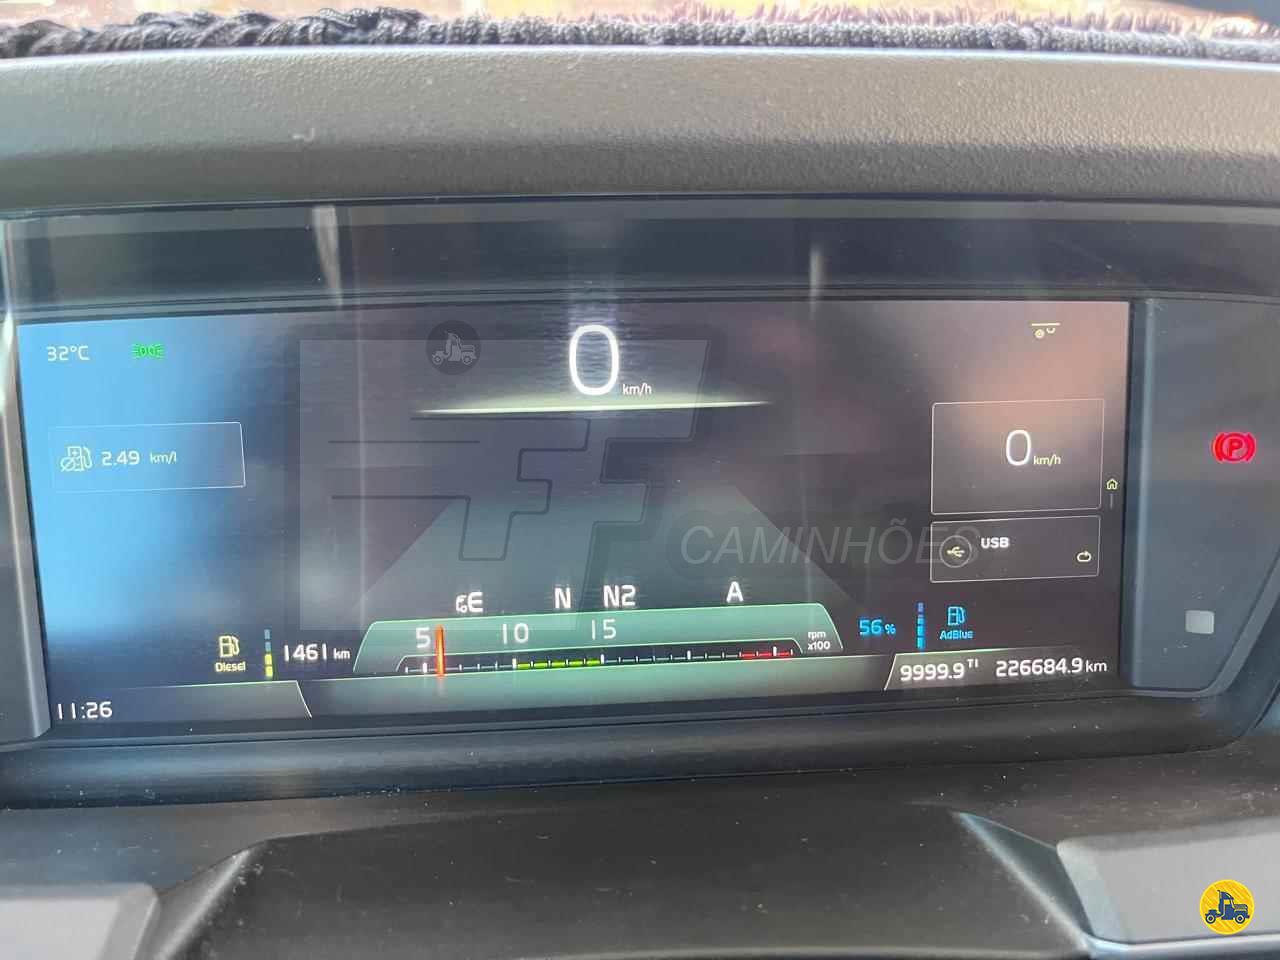 32°C
0 km/h
2.49 km/l
0 km/h
P
CAMINHÕES
USB
E N N2 A
5 10 15
rpm
x100
Diesel
1461 km
56 %
AdBlue
9999.9 TI 226684.9 km
11:26